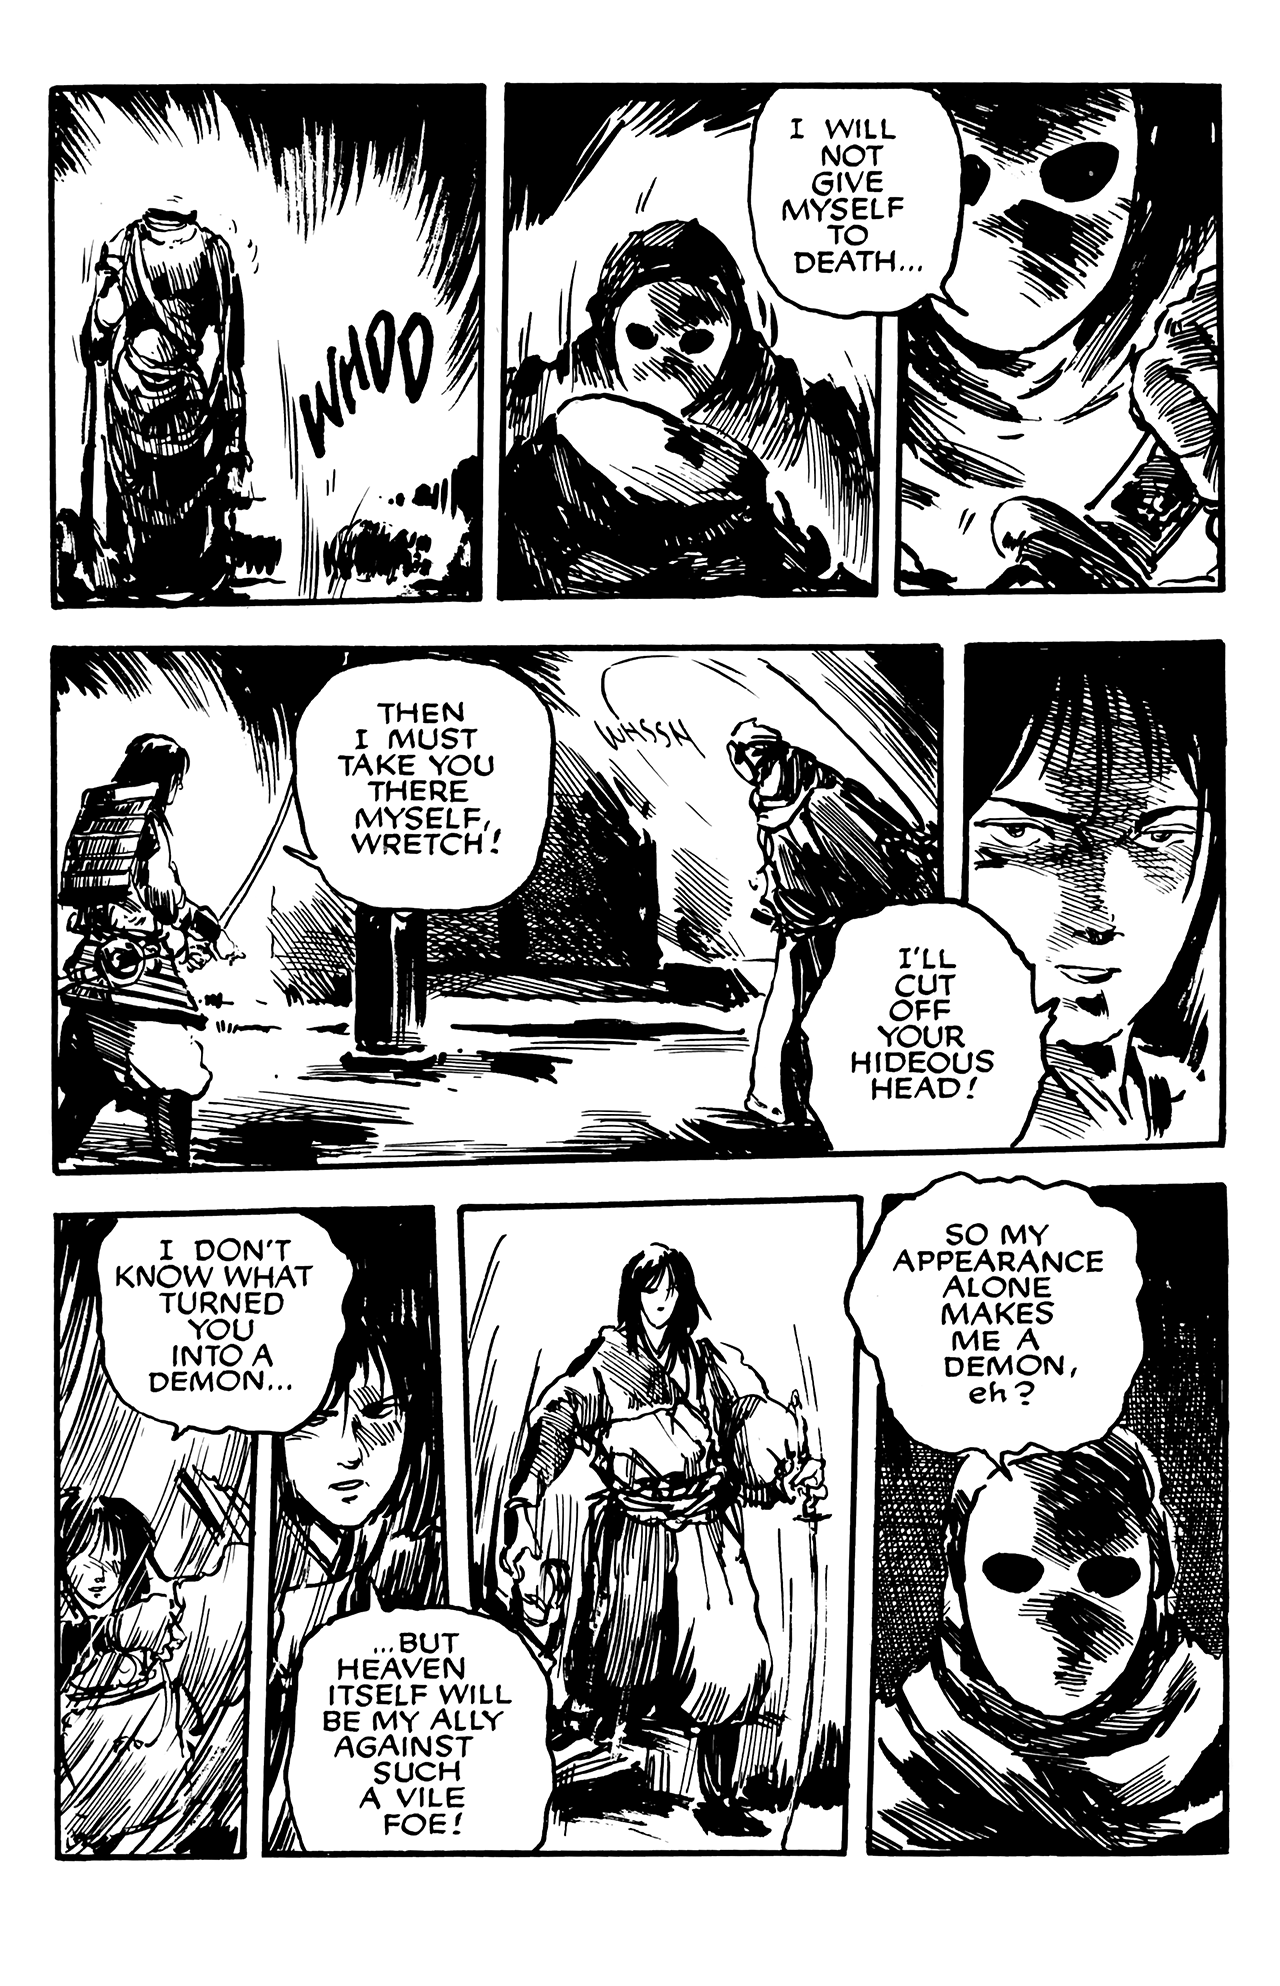 WHOO
I WILL
NOT
GIVE
MYSELF
TO
DEATH...
THEN
I MUST
TAKE YOU
THERE
MYSELF,
WRETCH!
WHSSH
I'LL
CUT
OFF
YOUR
HIDEOUS
HEAD!
I DON'T
KNOW WHAT
TURNED
YOU
INTO A
DEMON...
...BUT
HEAVEN
ITSELF WILL
BE MY ALLY
AGAINST
SUCH
A VILE
FOE!
SO MY
APPEARANCE
ALONE
MAKES
ME A
DEMON,
eh?